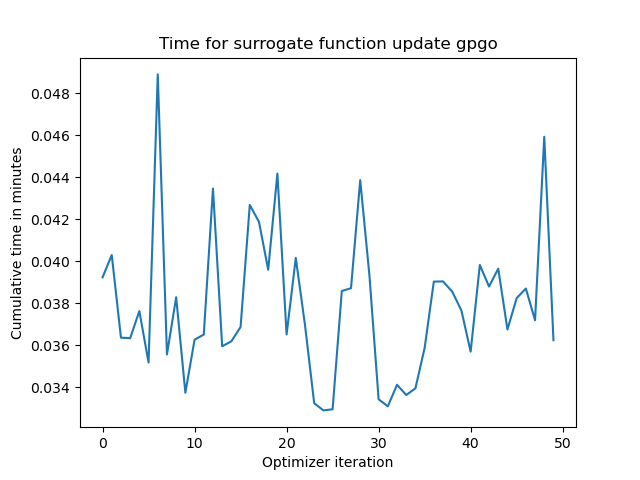 Time for surrogate function update gpgo
Cumulative time in minutes
0.048
0.046
0.044
0.042
0.040
0.038
0.036
0.034
0 10 20 30 40 50
Optimizer iteration